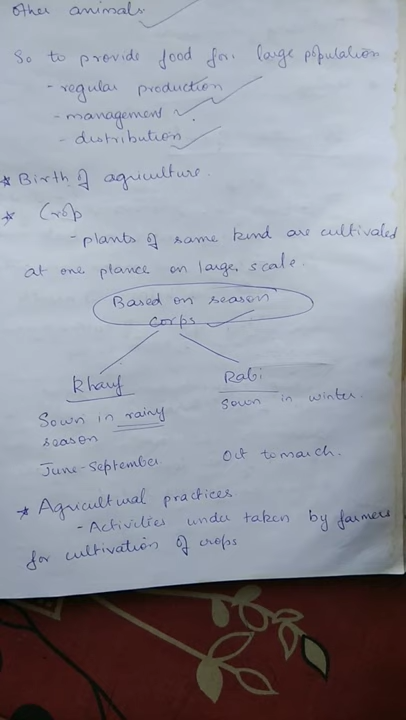 other animals.
So to provide food for large population
- regular production
- management
- distribution
* Birth of agriculture.
* Crop
- plants of same kind are cultivated
at one plance on large scale.
Based on season
corps
Kharif
Rabi
Sown in rainy
season
Sown in winter.
June-September
Oct to march.
* Agricultural practices
- Activities under taken by farmers
for cultivation of crops